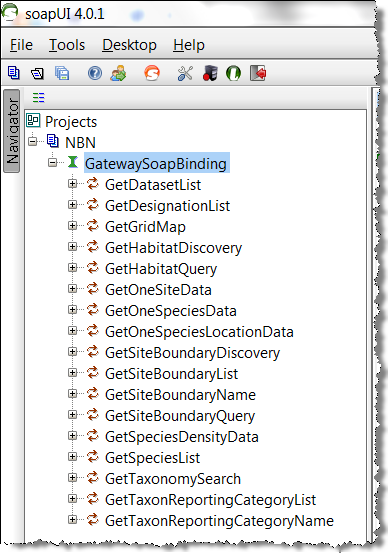 soapUI 4.0.1
File Tools Desktop Help
Navigator
Projects
NBN
GatewaySoapBinding
GetDatasetList
GetDesignationList
GetGridMap
GetHabitatDiscovery
GetHabitatQuery
GetOneSiteData
GetOneSpeciesData
GetOneSpeciesLocationData
GetSiteBoundaryDiscovery
GetSiteBoundaryList
GetSiteBoundaryName
GetSiteBoundaryQuery
GetSpeciesDensityData
GetSpeciesList
GetTaxonomySearch
GetTaxonReportingCategoryList
GetTaxonReportingCategoryName